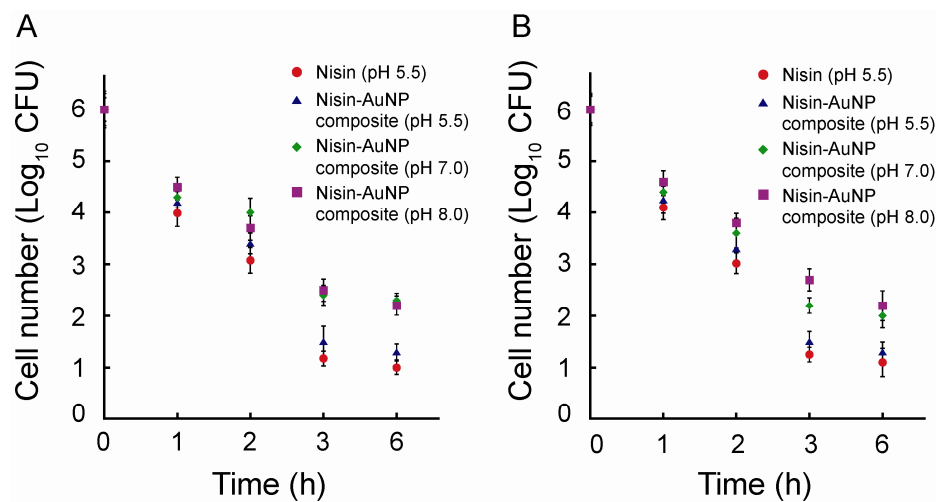 A
Cell number (Log10 CFU)
6
5
4
3
2
1
0
0 1 2 3 6
Time (h)
Nisin (pH 5.5)
Nisin-AuNP
composite (pH 5.5)
Nisin-AuNP
composite (pH 7.0)
Nisin-AuNP
composite (pH 8.0)
B
Cell number (Log10 CFU)
6
5
4
3
2
1
0
0 1 2 3 6
Time (h)
Nisin (pH 5.5)
Nisin-AuNP
composite (pH 5.5)
Nisin-AuNP
composite (pH 7.0)
Nisin-AuNP
composite (pH 8.0)